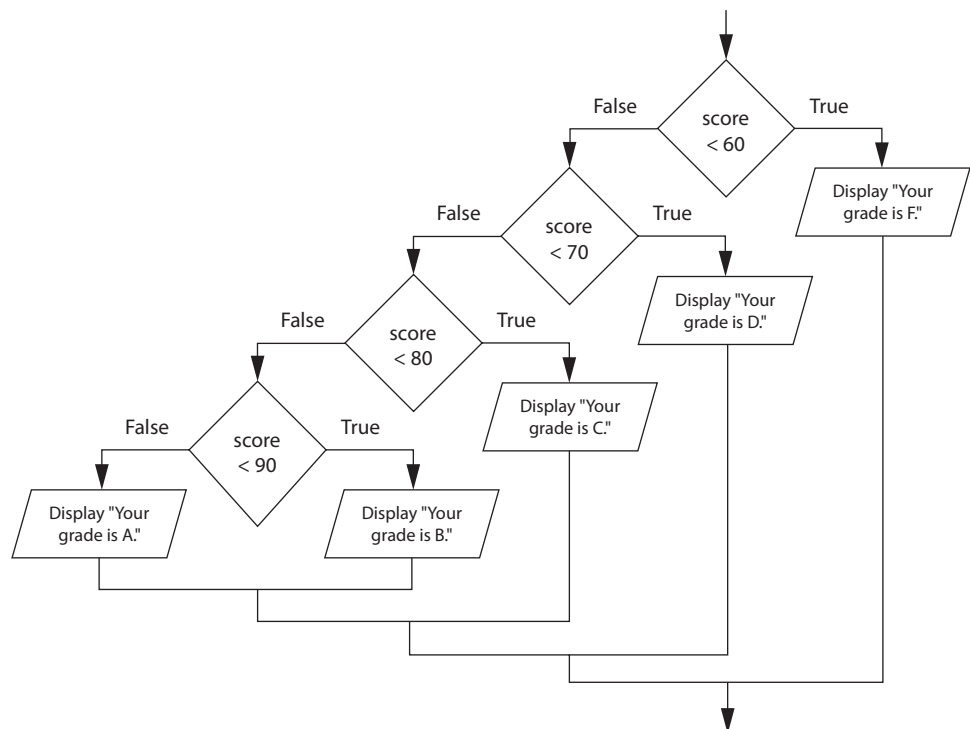 False
True
score
< 60
Display "Your
grade is F."
False
True
score
< 70
Display "Your
grade is D."
False
True
score
< 80
Display "Your
grade is C."
False
True
score
< 90
Display "Your
grade is A."
Display "Your
grade is B."